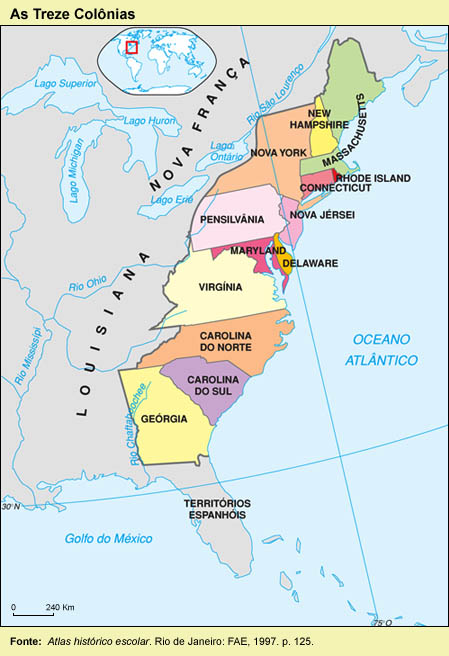 As Treze Colônias
Lago Superior
Lago Huron
Lago Michigan
NOVA FRANÇA
Rio São Lourenço
Lago Ontário
Lago Erie
NEW HAMPSHIRE
NOVA YORK
MASSACHUSETTS
RHODE ISLAND
CONNECTICUT
PENSILVÂNIA
NOVA JÉRSEI
MARYLAND
DELAWARE
Rio Ohio
VIRGÍNIA
LOUISIANA
Rio Mississípi
CAROLINA
DO NORTE
OCEANO
ATLÂNTICO
CAROLINA
DO SUL
GEÓRGIA
Rio Chattahoochee
30°N
TERRITÓRIOS
ESPANHÓIS
Golfo do México
0 240 Km
75°O
Fonte: Atlas histórico escolar. Rio de Janeiro: FAE, 1997. p. 125.